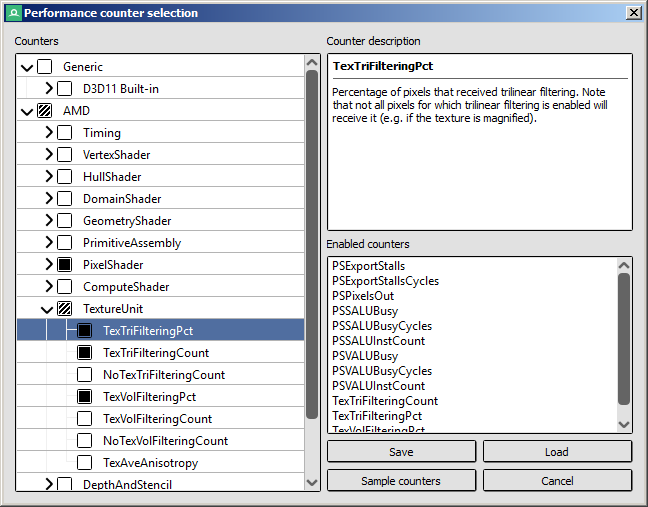 Performance counter selection
Counters
Generic
D3D11 Built-in
AMD
Timing
VertexShader
HullShader
DomainShader
GeometryShader
PrimitiveAssembly
PixelShader
ComputeShader
TextureUnit
TexTriFilteringPct
TexTriFilteringCount
NoTexTriFilteringCount
TexVolFilteringPct
TexVolFilteringCount
NoTexVolFilteringCount
TexAveAnisotropy
DepthAndStencil
Counter description
TexTriFilteringPct
Percentage of pixels that received trilinear filtering. Note
that not all pixels for which trilinear filtering is enabled will
receive it (e.g. if the texture is magnified).
Enabled counters
PSExportStalls
PSExportStallsCycles
PSPixelsOut
PSSALUBusy
PSSALUBusyCycles
PSSALUInstCount
PSVALUBusy
PSVALUBusyCycles
PSVALUInstCount
TexTriFilteringCount
TexTriFilteringPct
TexVolFilteringPct
Save
Load
Sample counters
Cancel